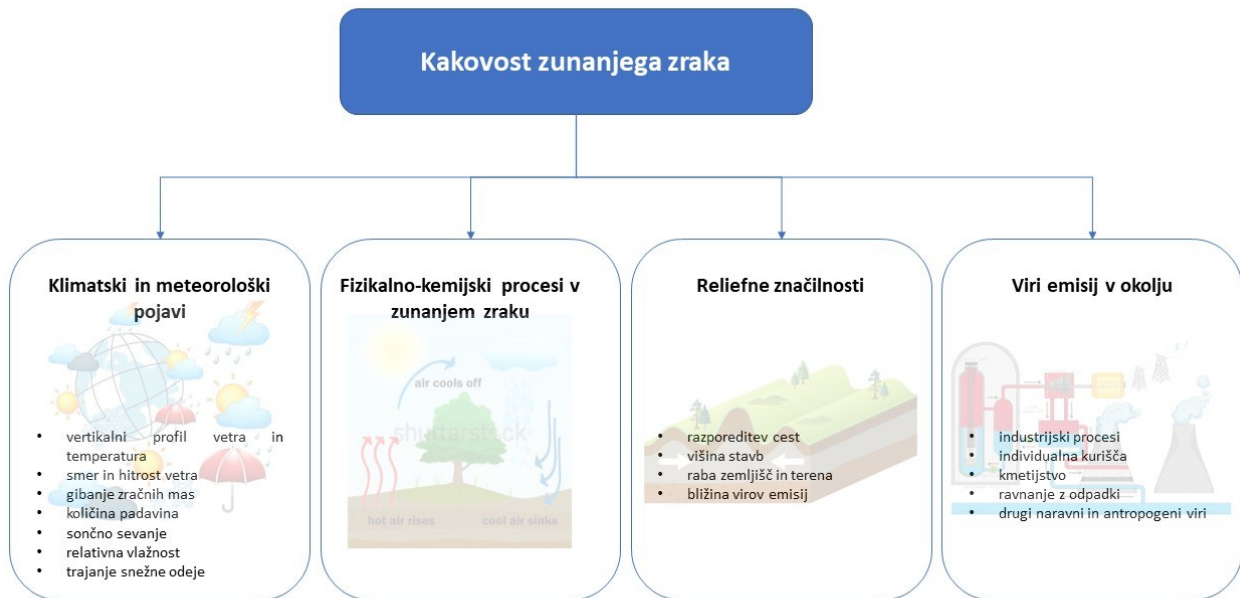 Kakovost zunanjega zraka
Klimatski in meteorološki
pojavi
• vertikalni profil vetra in
temperatura
• smer in hitrost vetra
• gibanje zračnih mas
• količina padavina
• sončno sevanje
• relativna vlažnost
• trajanje snežne odeje
Fizikalno-kemijski procesi v
zunanjem zraku
air cools off
shutterstock
hot air rises
cool air sinks
Reliefne značilnosti
• razporeditev cest
• višina stavb
• raba zemljišč in terena
• bližina virov emisij
Viri emisij v okolju
• industrijski procesi
• individualna kurišča
• kmetijstvo
• ravnanje z odpadki
• drugi naravni in antropogeni viri